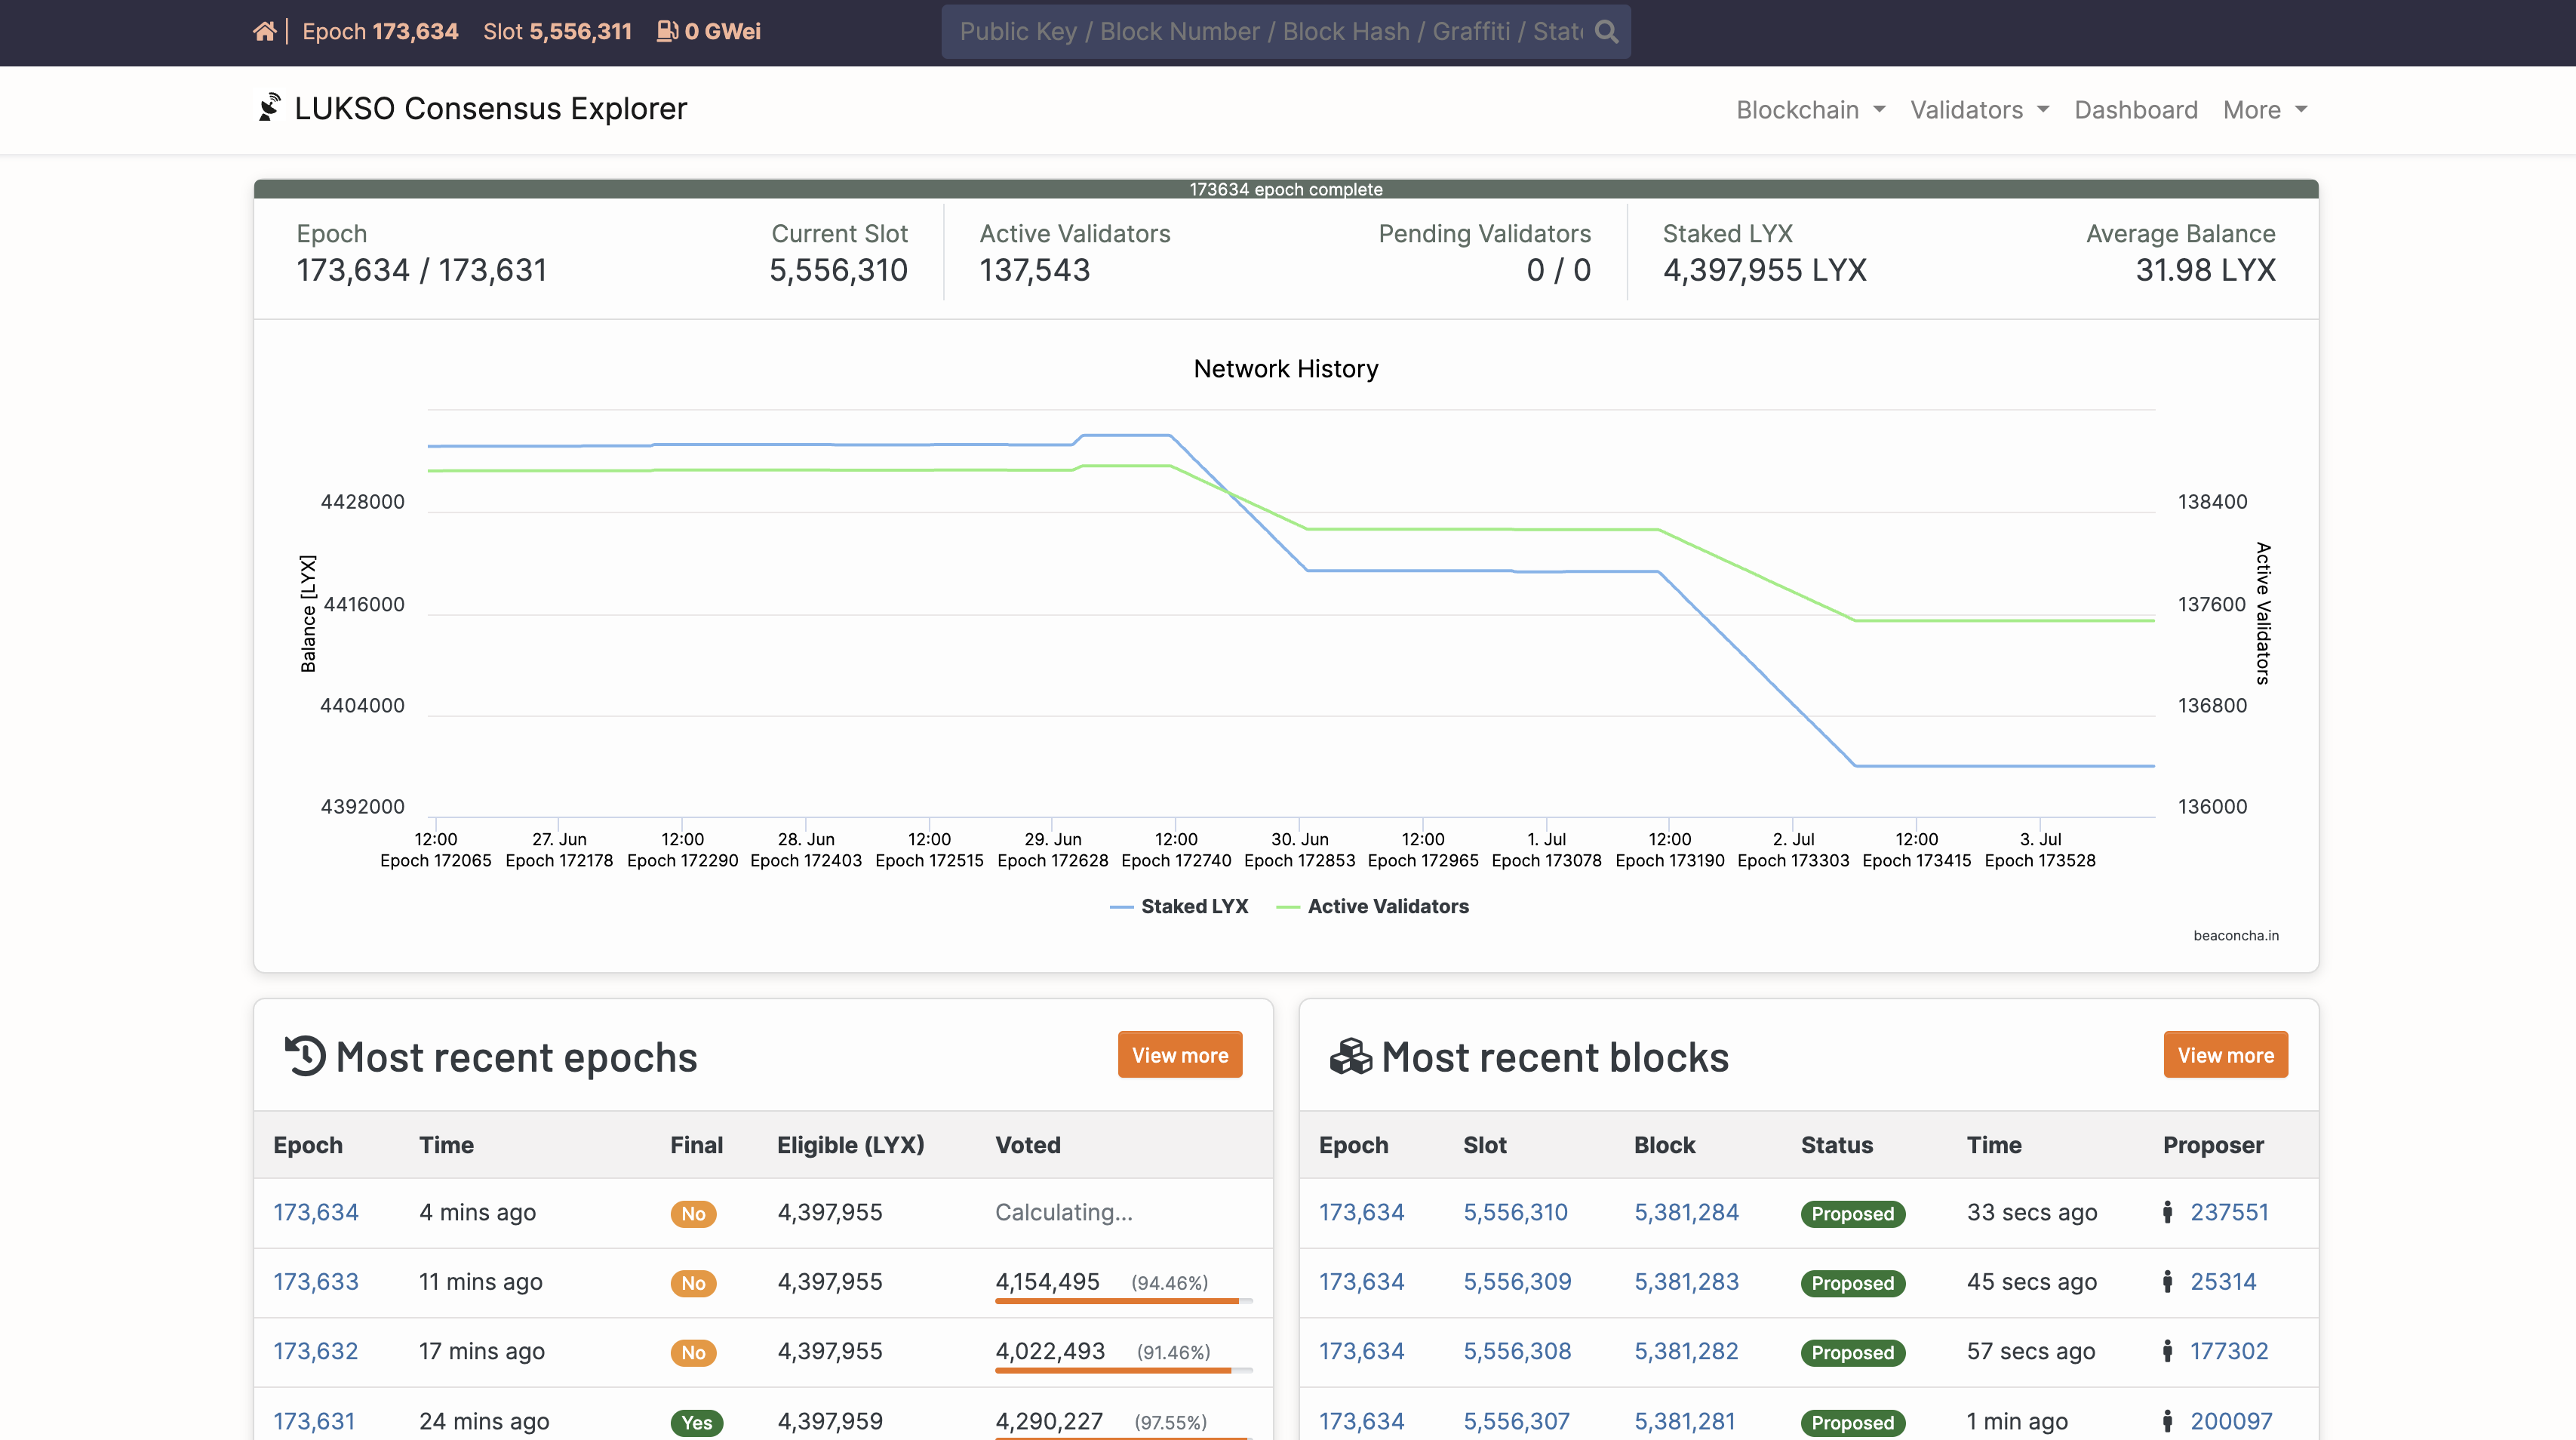 Epoch 173,634 Slot 5,556,311 0 GWei
Public Key / Block Number / Block Hash / Graffiti /
LUKSO Consensus Explorer
Blockchain Validators Dashboard More
173634 epoch complete
Epoch Current Slot Active Validators Pending Validators Staked LYX Average Balance
173,634 / 173,631 5,556,310 137,543 0 / 0 4,397,955 LYX 31.98 LYX
Network History
4428000 138400
4416000 137600
4404000 136800
4392000 136000
Balance [LYX]
Active Validators
12:00 27. Jun 12:00 28. Jun 12:00 29. Jun 12:00 30. Jun 12:00 1. Jul 12:00 2. Jul 12:00 3. Jul
Epoch 172065 Epoch 172178 Epoch 172290 Epoch 172403 Epoch 172515 Epoch 172628 Epoch 172740 Epoch 172853 Epoch 172965 Epoch 173078 Epoch 173190 Epoch 173303 Epoch 173415 Epoch 173528
Staked LYX Active Validators
beaconcha.in
Most recent epochs View more
Epoch Time Final Eligible (LYX) Voted
173,634 4 mins ago No 4,397,955 Calculating...
173,633 11 mins ago No 4,397,955 4,154,495 (94.46%)
173,632 17 mins ago No 4,397,955 4,022,493 (91.46%)
173,631 24 mins ago Yes 4,397,959 4,290,227 (97.55%)
Most recent blocks View more
Epoch Slot Block Status Time Proposer
173,634 5,556,310 5,381,284 Proposed 33 secs ago 237551
173,634 5,556,309 5,381,283 Proposed 45 secs ago 25314
173,634 5,556,308 5,381,282 Proposed 57 secs ago 177302
173,634 5,556,307 5,381,281 Proposed 1 min ago 200097